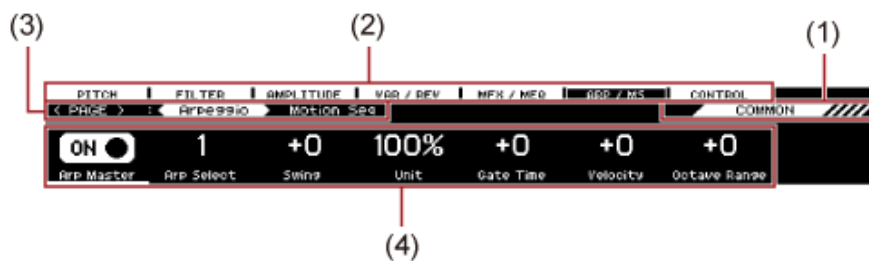 (3) (2) (1)
PITCH FILTER AMPLITUDE VAR / REV MFX / MEQ ARP / MS CONTROL
< PAGE > : Arpeggio Motion Seq COMMON
ON 1 +0 100% +0 +0 +0
Arp Master Arp Select Swing Unit Gate Time Velocity Octave Range
(4)